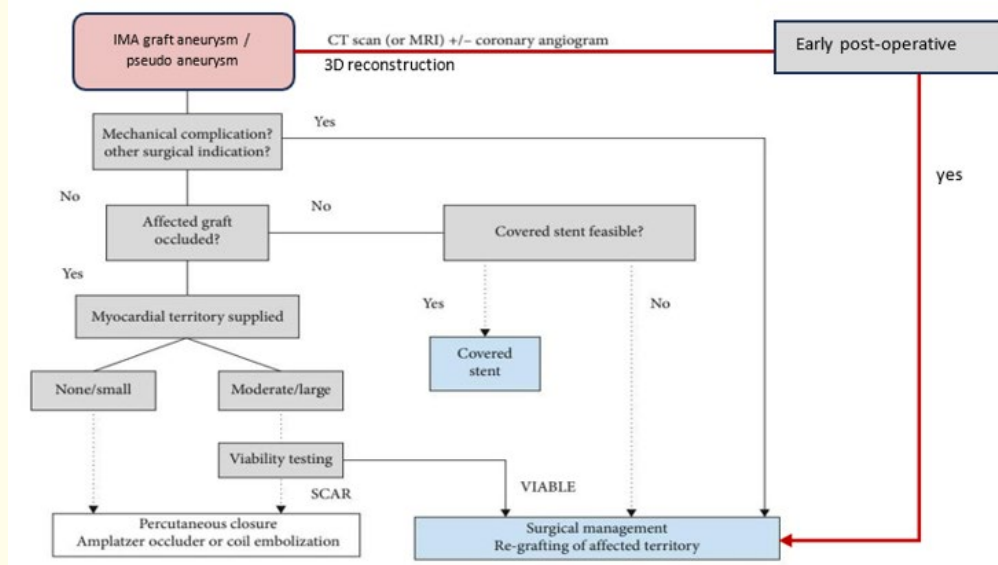 IMA graft aneurysm /
pseudo aneurysm
CT scan (or MRI) +/– coronary angiogram
3D reconstruction
Early post-operative
yes
Mechanical complication?
other surgical indication?
Yes
No
Affected graft
occluded?
No
Covered stent feasible?
Yes
Myocardial territory supplied
Yes
No
Covered
stent
None/small
Moderate/large
Viability testing
SCAR
VIABLE
Percutaneous closure
Amplatzer occluder or coil embolization
Surgical management
Re-grafting of affected territory